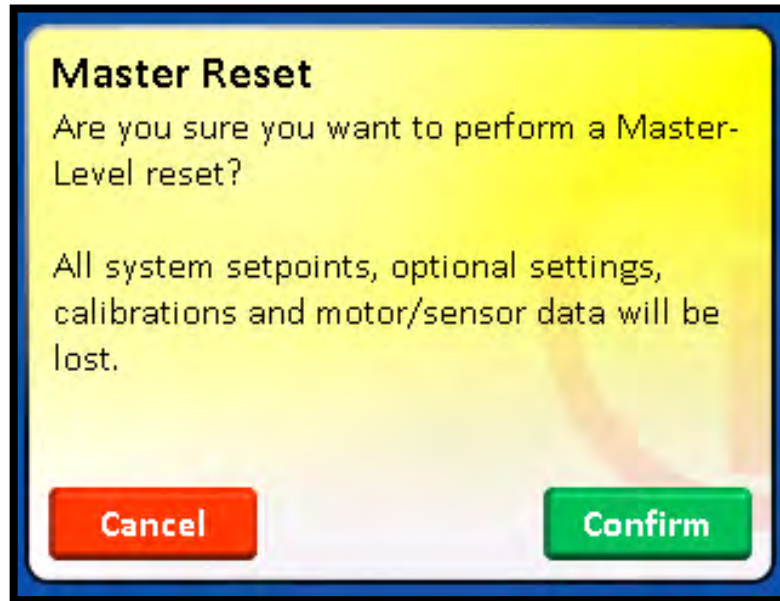 Master Reset
Are you sure you want to perform a Master-
Level reset?
All system setpoints, optional settings,
calibrations and motor/sensor data will be
lost.
Cancel
Confirm